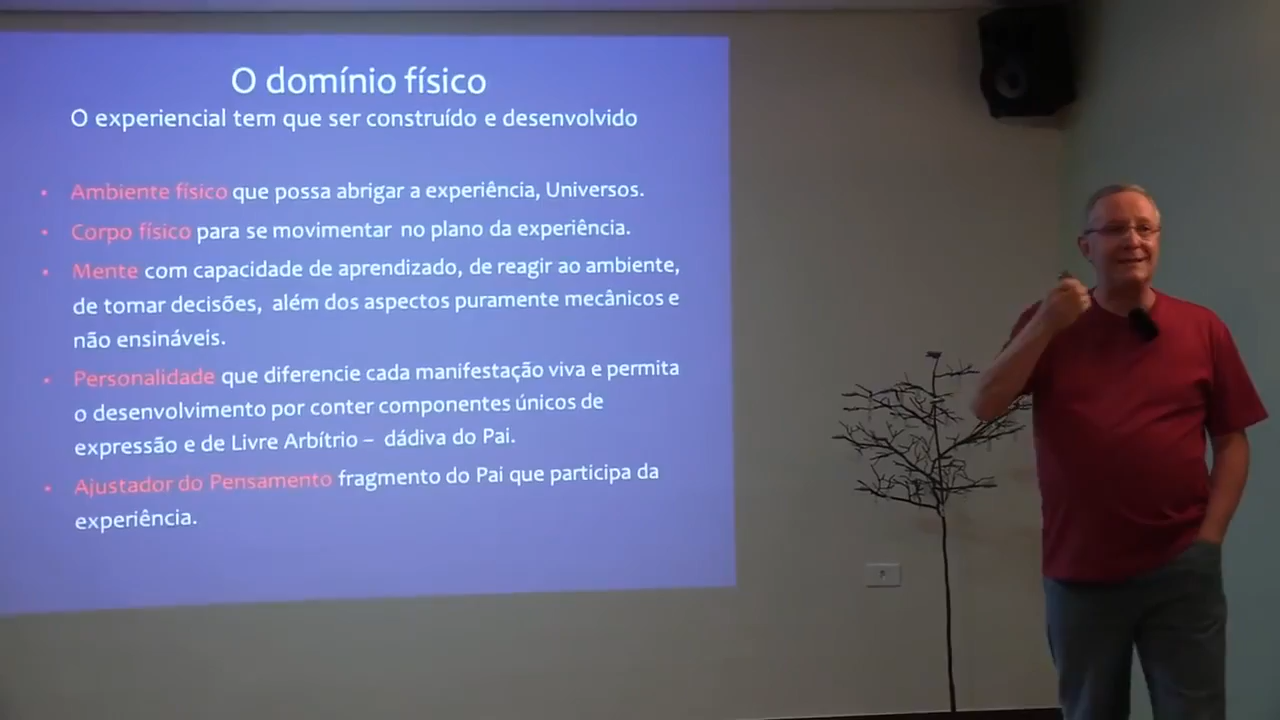 O domínio físico
O experiencial tem que ser construído e desenvolvido
• Ambiente físico que possa abrigar a experiência, Universos.
• Corpo físico para se movimentar no plano da experiência.
• Mente com capacidade de aprendizado, de reagir ao ambiente,
de tomar decisões, além dos aspectos puramente mecânicos e
não ensináveis.
• Personalidade que diferencie cada manifestação viva e permita
o desenvolvimento por conter componentes únicos de
expressão e de Livre Arbítrio – dádiva do Pai.
• Ajustador do Pensamento fragmento do Pai que participa da
experiência.